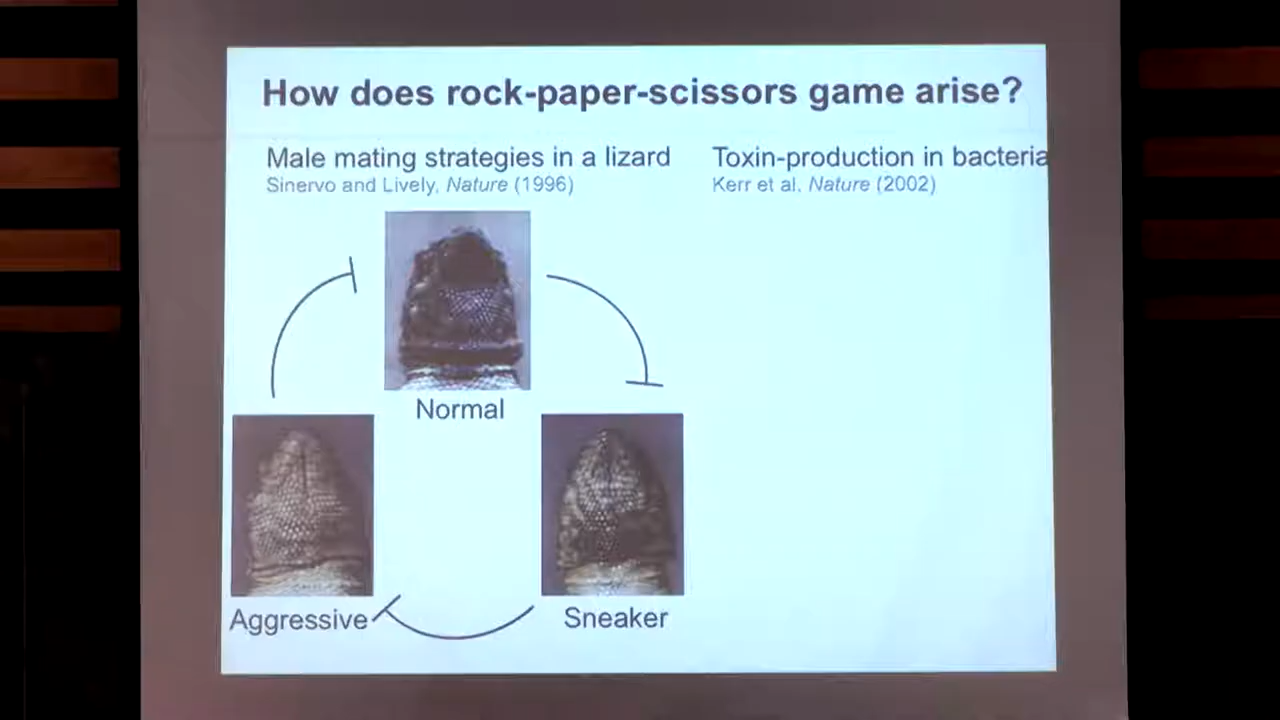 How does rock-paper-scissors game arise?
Male mating strategies in a lizard
Sinervo and Lively, Nature (1996)
Toxin-production in bacteria
Kerr et al, Nature (2002)
Normal
Aggressive
Sneaker